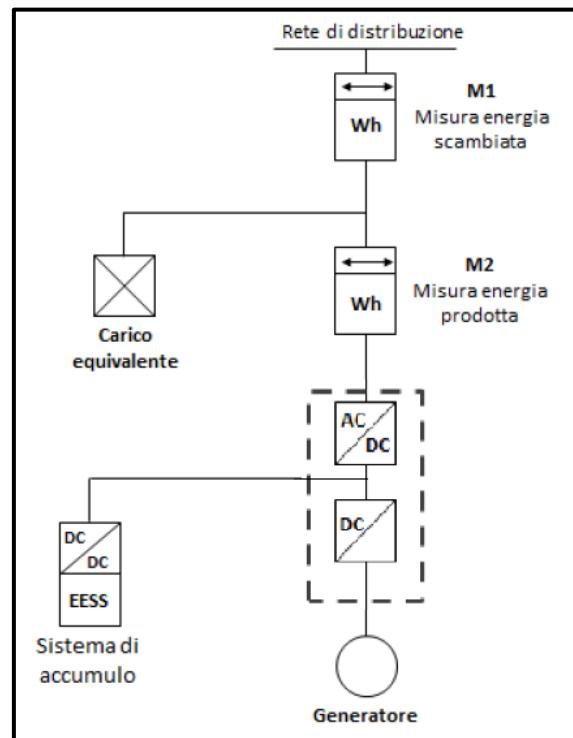 Rete di distribuzione
M1
Misura energia
scambiata
Wh
M2
Misura energia
prodotta
Wh
Carico
equivalente
AC
DC
DC
DC
DC
EESS
Sistema di
accumulo
Generatore